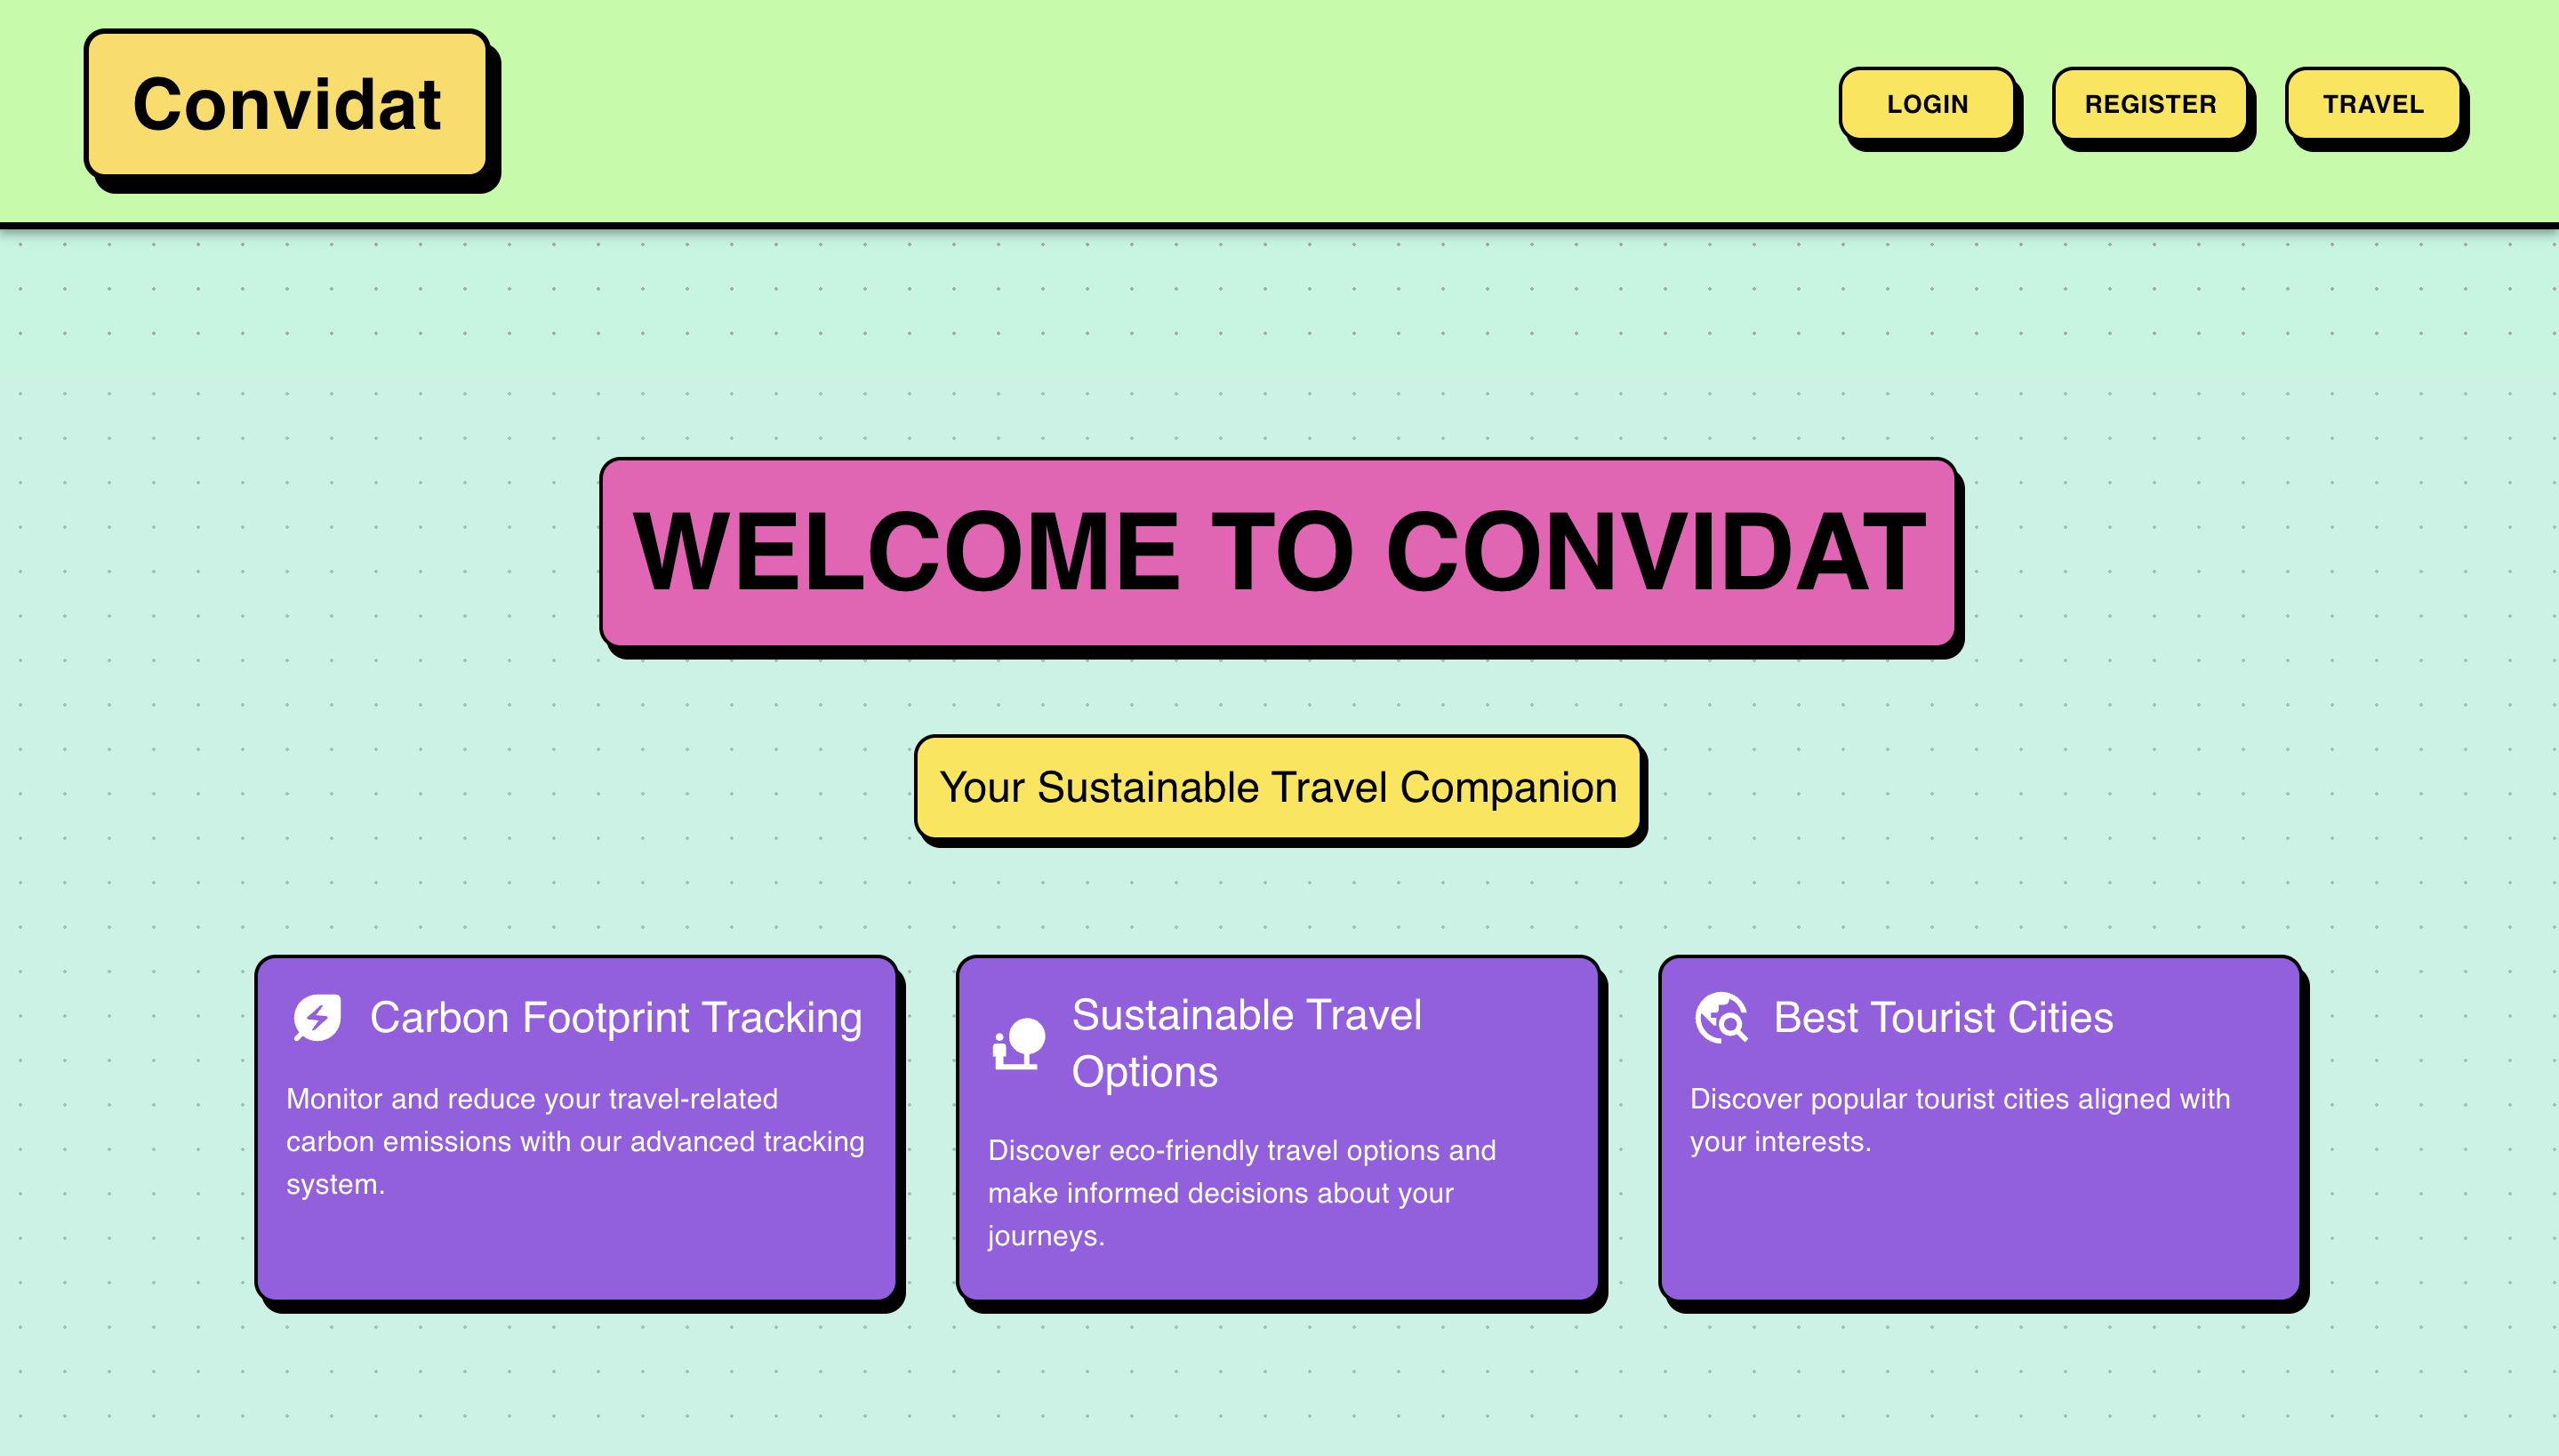 Convidat
LOGIN
REGISTER
TRAVEL
WELCOME TO CONVIDAT
Your Sustainable Travel Companion
Carbon Footprint Tracking
Monitor and reduce your travel-related
carbon emissions with our advanced tracking
system.
Sustainable Travel
Options
Discover eco-friendly travel options and
make informed decisions about your
journeys.
Best Tourist Cities
Discover popular tourist cities aligned with
your interests.